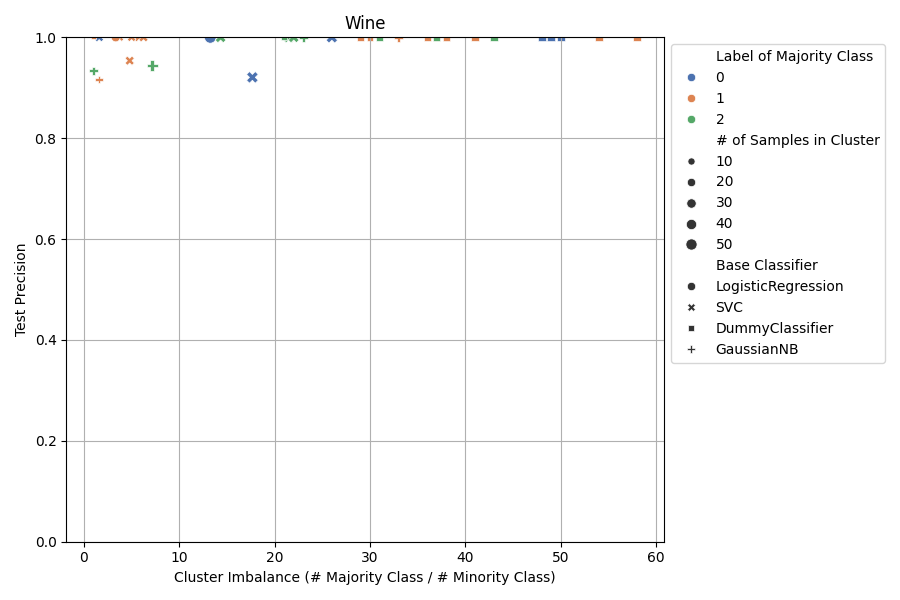 Wine
1.0
0.8
0.6
0.4
0.2
0.0
Test Precision
0
10
20
30
40
50
60
Cluster Imbalance (# Majority Class / # Minority Class)
Label of Majority Class
0
1
2
# of Samples in Cluster
10
20
30
40
50
Base Classifier
LogisticRegression
SVC
DummyClassifier
GaussianNB